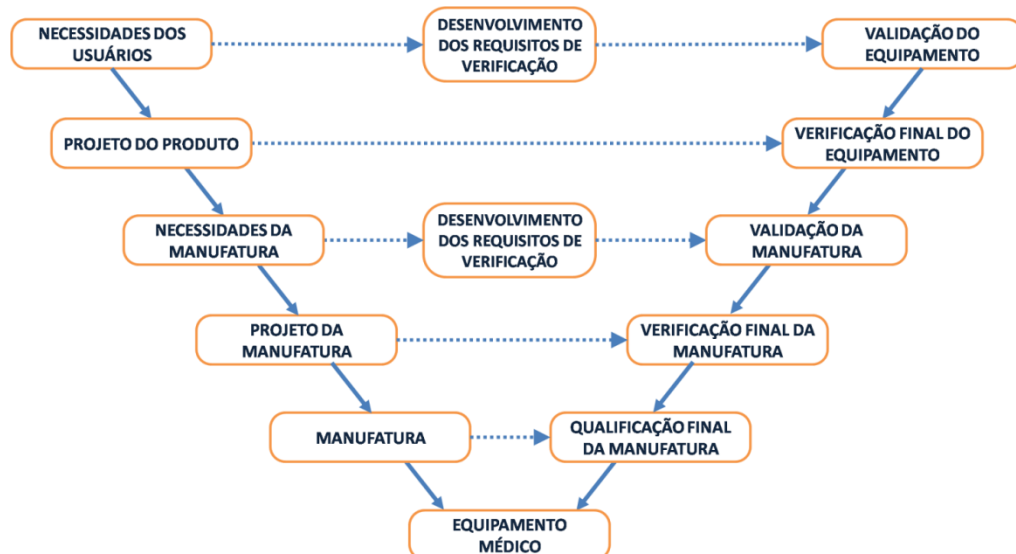 NECESSIDADES DOS
USUÁRIOS
DESENVOLVIMENTO
DOS REQUISITOS DE
VERIFICAÇÃO
VALIDAÇÃO DO
EQUIPAMENTO
PROJETO DO PRODUTO
VERIFICAÇÃO FINAL DO
EQUIPAMENTO
NECESSIDADES DA
MANUFATURA
DESENVOLVIMENTO
DOS REQUISITOS DE
VERIFICAÇÃO
VALIDAÇÃO DA
MANUFATURA
PROJETO DA
MANUFATURA
VERIFICAÇÃO FINAL DA
MANUFATURA
MANUFATURA
QUALIFICAÇÃO FINAL
DA MANUFATURA
EQUIPAMENTO
MÉDICO